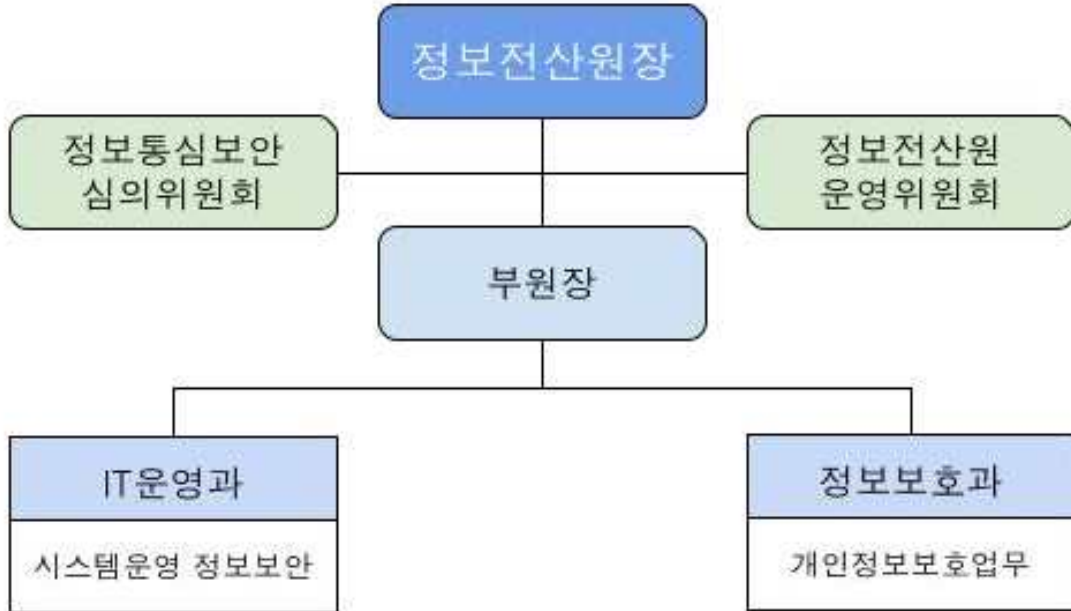 정보전산원장
정보통심보안
심의위원회
정보전산원
운영위원회
부원장
IT운영과
시스템운영 정보보안
정보보호과
개인정보보호업무